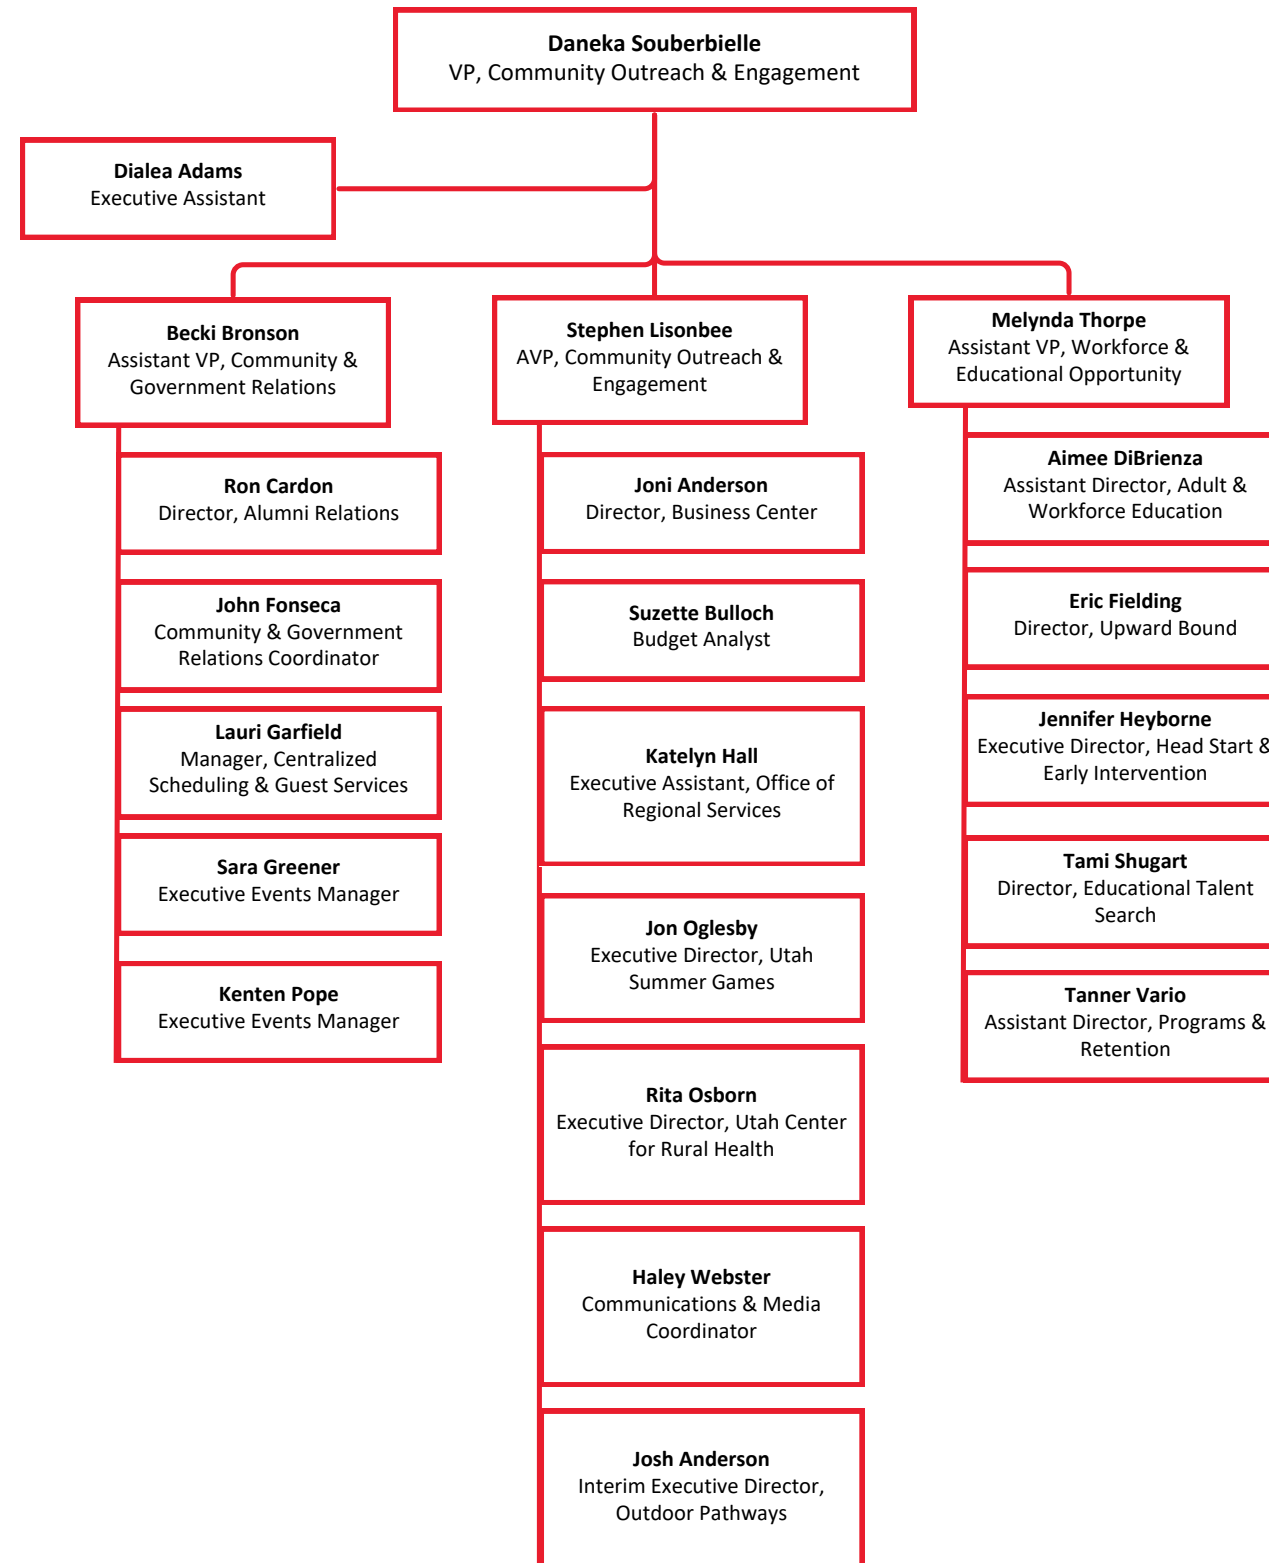 Daneka Souberbielle
VP, Community Outreach & Engagement
Dialea Adams
Executive Assistant
Becki Bronson
Assistant VP, Community &
Government Relations
Ron Cardon
Director, Alumni Relations
John Fonseca
Community & Government
Relations Coordinator
Lauri Garfield
Manager, Centralized
Scheduling & Guest Services
Sara Greener
Executive Events Manager
Kenten Pope
Executive Events Manager
Stephen Lisonbee
AVP, Community Outreach &
Engagement
Joni Anderson
Director, Business Center
Suzette Bulloch
Budget Analyst
Katelyn Hall
Executive Assistant, Office of
Regional Services
Jon Oglesby
Executive Director, Utah
Summer Games
Rita Osborn
Executive Director, Utah Center
for Rural Health
Haley Webster
Communications & Media
Coordinator
Josh Anderson
Interim Executive Director,
Outdoor Pathways
Melynda Thorpe
Assistant VP, Workforce &
Educational Opportunity
Aimee DiBrienza
Assistant Director, Adult &
Workforce Education
Eric Fielding
Director, Upward Bound
Jennifer Heyborne
Executive Director, Head Start &
Early Intervention
Tami Shugart
Director, Educational Talent
Search
Tanner Vario
Assistant Director, Programs &
Retention